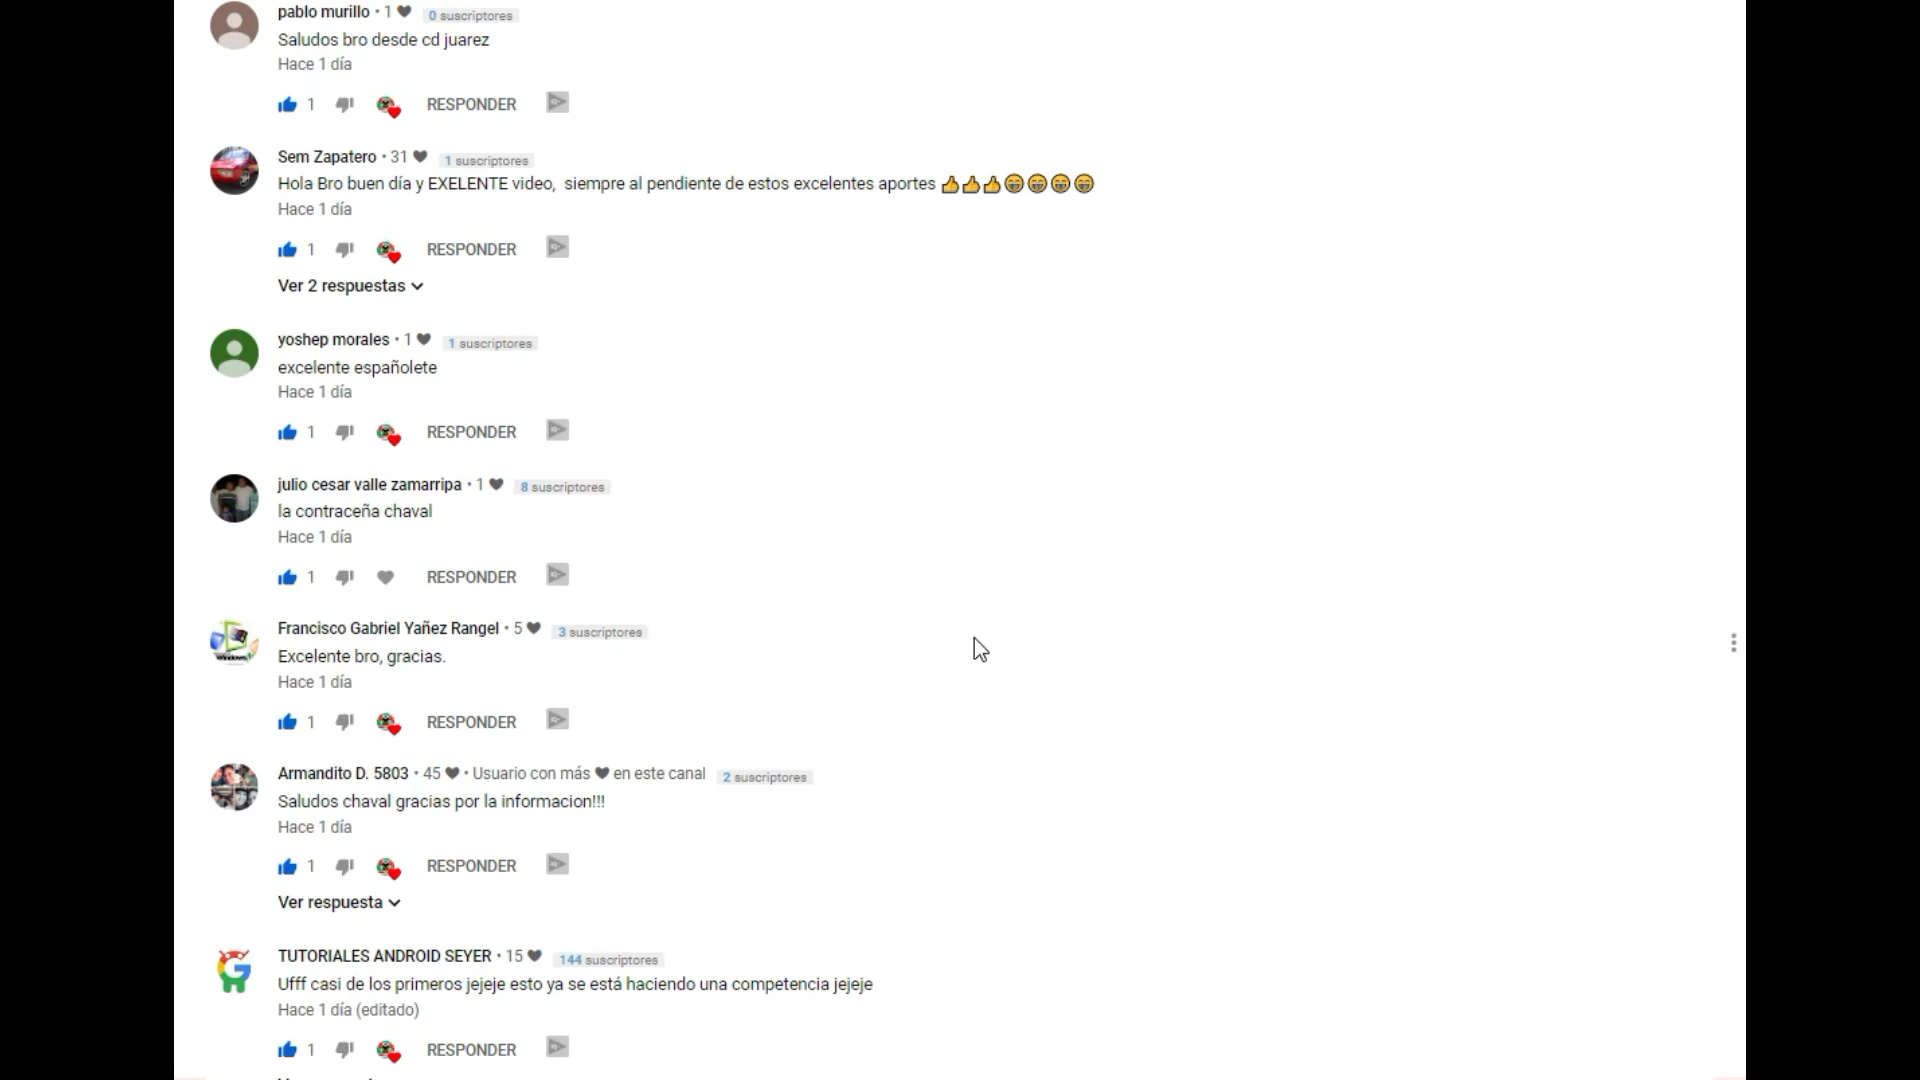 pablo murillo • 1 ♥ 0 suscriptores
Saludos bro desde cd juarez
Hace 1 día
1 RESPONDER
Sem Zapatero • 31 ♥ 1 suscriptores
Hola Bro buen día y EXELENTE video, siempre al pendiente de estos excelentes aportes 👍👍👍😁😁😁😁
Hace 1 día
1 RESPONDER
Ver 2 respuestas
yoshep morales • 1 ♥ 1 suscriptores
excelente españolete
Hace 1 día
1 RESPONDER
julio cesar valle zamarripa • 1 ♥ 8 suscriptores
la contraceña chaval
Hace 1 día
1 RESPONDER
Francisco Gabriel Yañez Rangel • 5 ♥ 3 suscriptores
Excelente bro, gracias.
Hace 1 día
1 RESPONDER
Armandito D. 5803 • 45 ♥ • Usuario con más ♥ en este canal 2 suscriptores
Saludos chaval gracias por la informacion!!!
Hace 1 día
1 RESPONDER
Ver respuesta
TUTORIALES ANDROID SEYER • 15 ♥ 144 suscriptores
Ufff casi de los primeros jejeje esto ya se está haciendo una competencia jejeje
Hace 1 día (editado)
1 RESPONDER